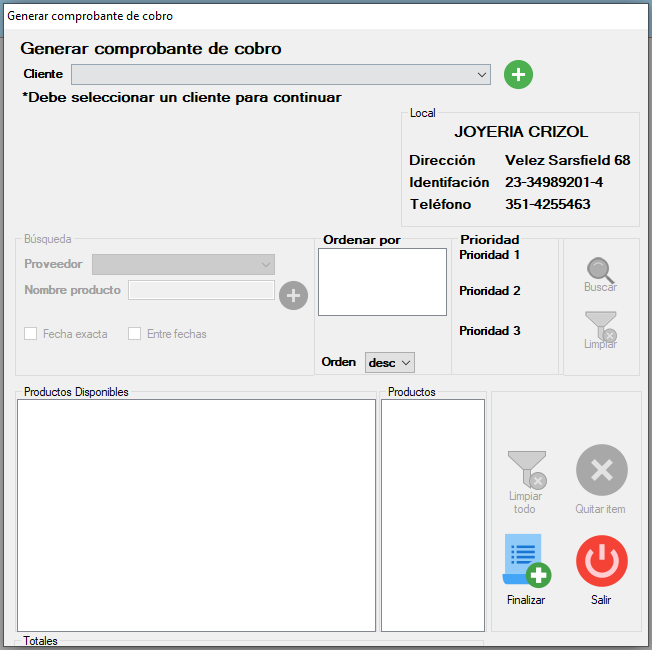 Generar comprobante de cobro
Generar comprobante de cobro
Cliente
*Debe seleccionar un cliente para continuar
Local
JOYERIA CRIZOL
Dirección Velez Sarsfield 68
Identifación 23-34989201-4
Teléfono 351-4255463
Búsqueda
Proveedor
Nombre producto
Fecha exacta Entre fechas
Ordenar por
Orden desc
Prioridad
Prioridad 1
Prioridad 2
Prioridad 3
Buscar
Limpiar
Productos Disponibles
Productos
Limpiar
todo
Quitar item
Finalizar
Salir
Totales